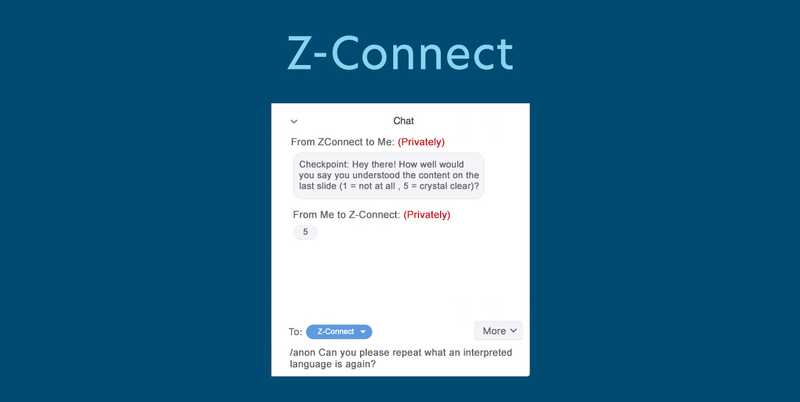 Z-Connect
Chat
From ZConnect to Me: (Privately)
Checkpoint: Hey there! How well would
you say you understood the content on the
last slide (1 = not at all , 5 = crystal clear)?
From Me to Z-Connect: (Privately)
5
To: Z-Connect More
/anon Can you please repeat what an interpreted
language is again?